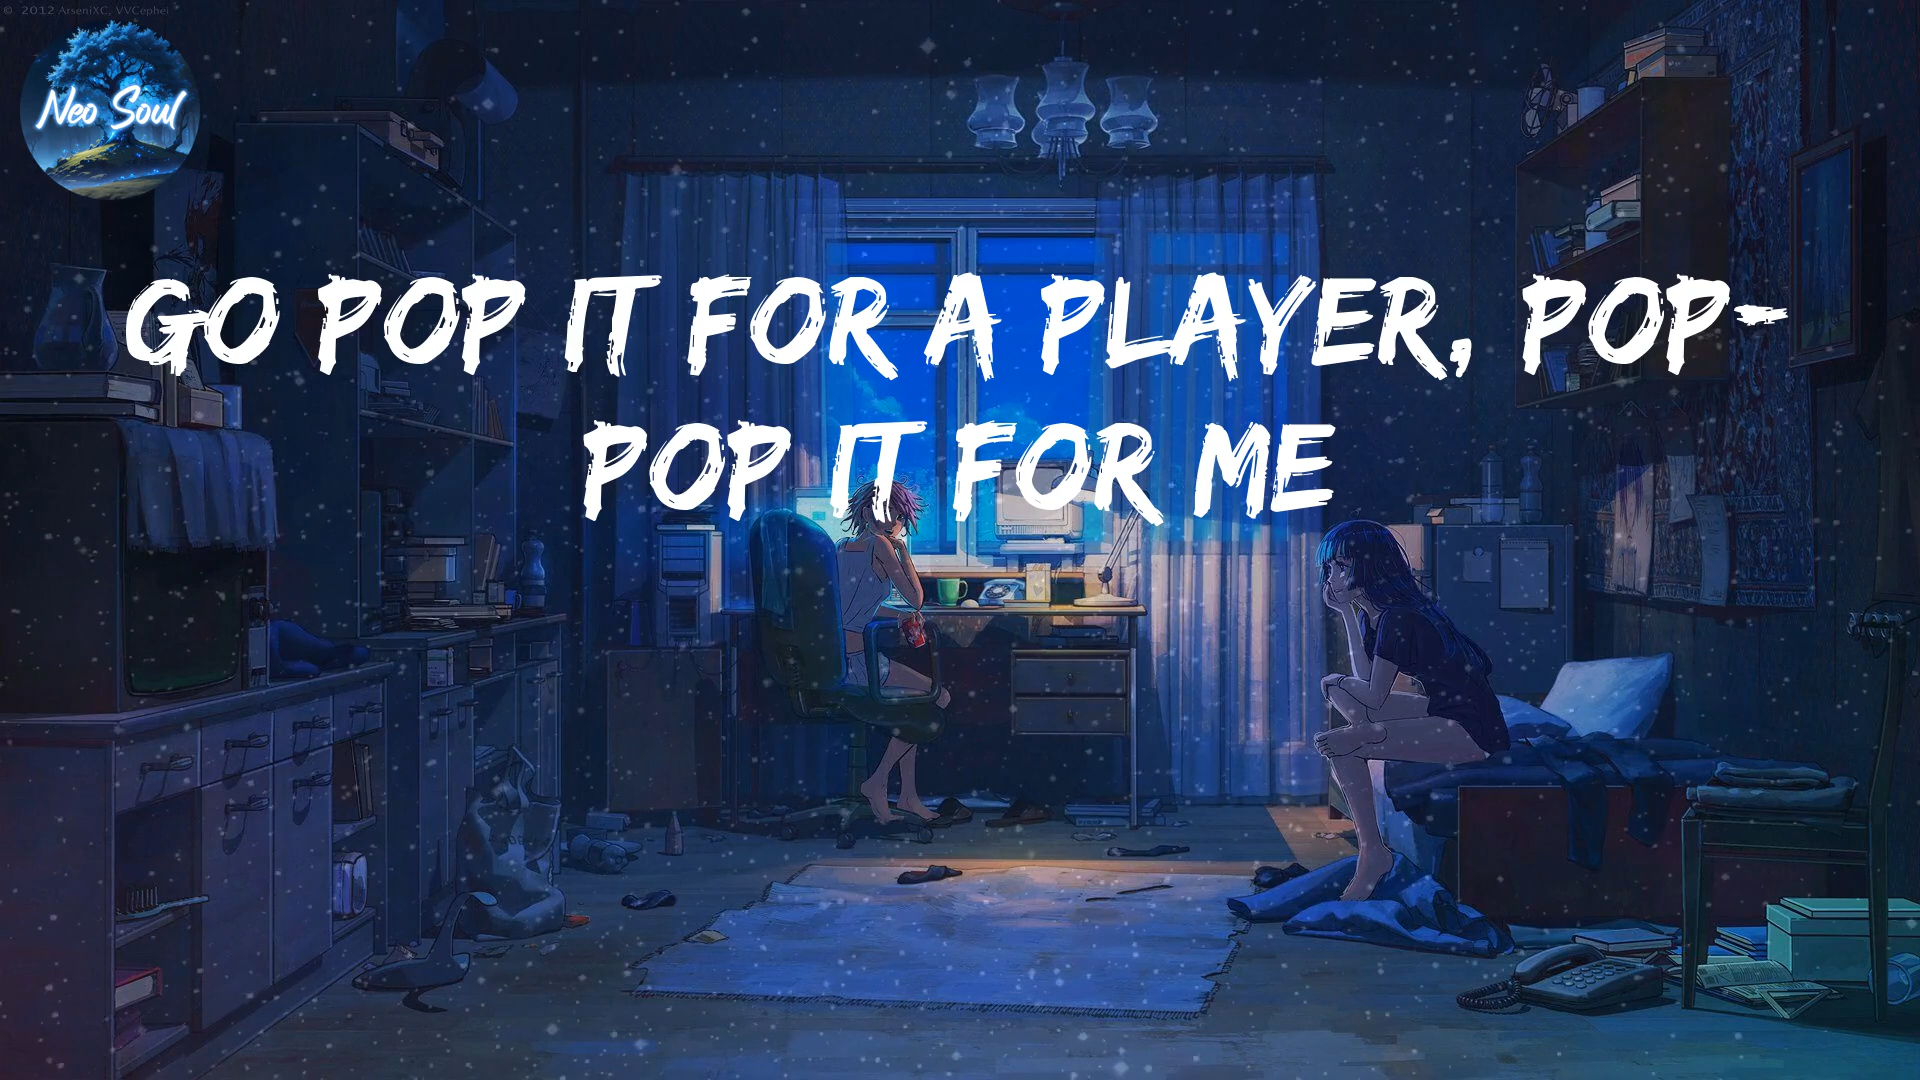 © 2012 ArseniXC, VVCephei
Neo Soul
GO POP IT FOR A PLAYER, POP-
POP IT FOR ME